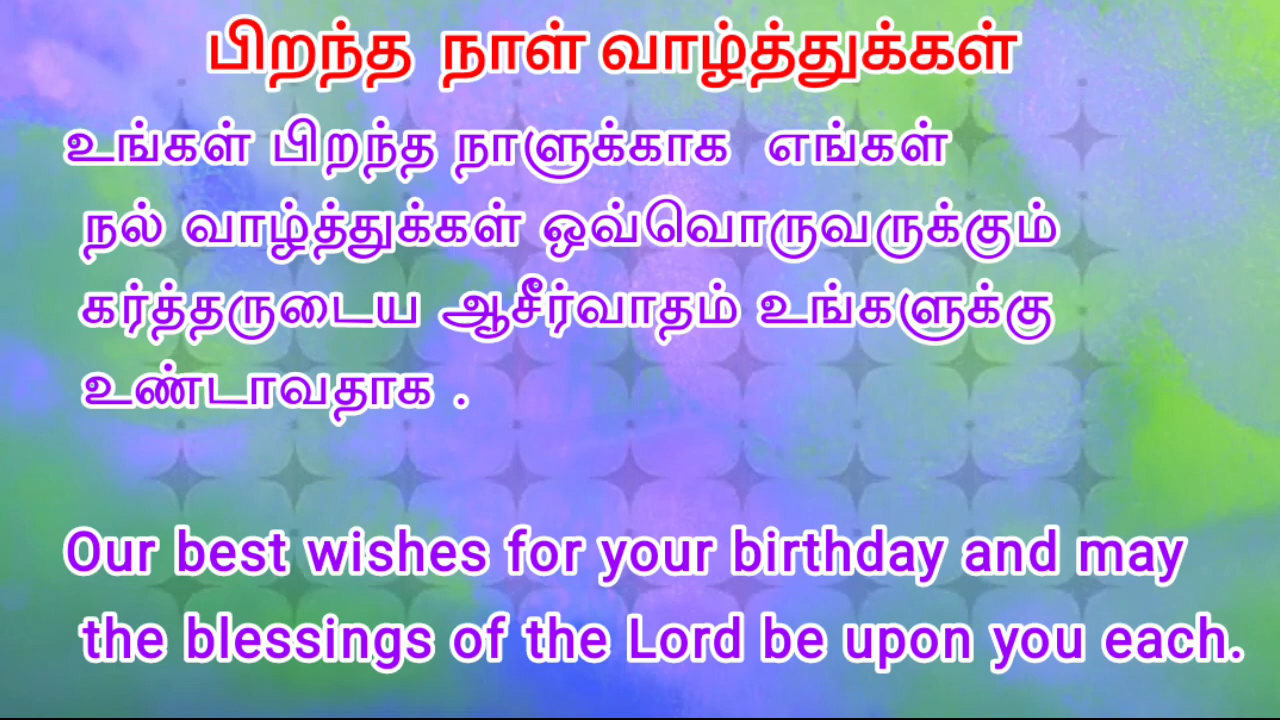 பிறந்த நாள் வாழ்த்துக்கள்
உங்கள் பிறந்த நாளுக்காக எங்கள்
நல் வாழ்த்துக்கள் ஒவ்வொருவருக்கும்
கர்த்தருடைய ஆசீர்வாதம் உங்களுக்கு
உண்டாவதாக .
Our best wishes for your birthday and may
the blessings of the Lord be upon you each.